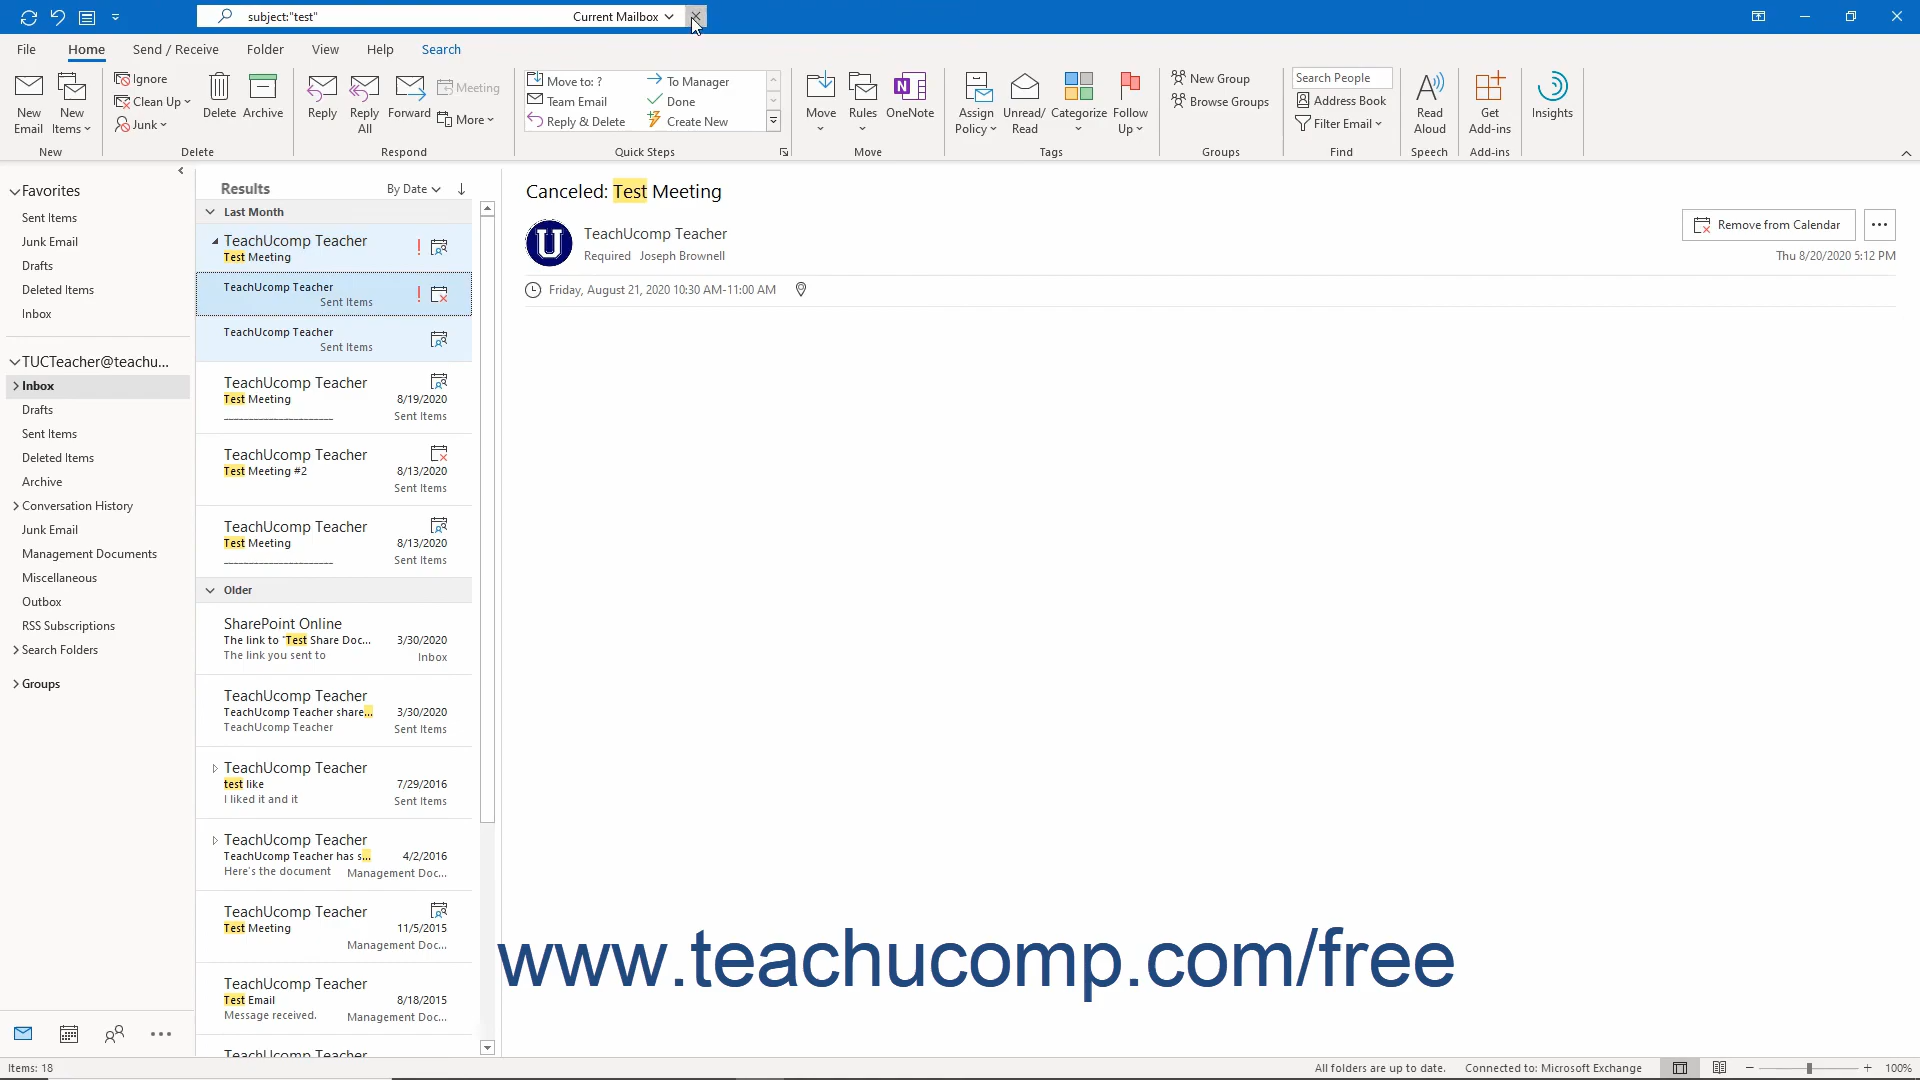 subject:"test"
Current Mailbox
File Home Send / Receive Folder View Help Search
New Email
New Items
New
Ignore
Clean Up
Junk
Delete
Archive
Delete
Reply
Reply All
Forward
Meeting
More
Respond
Move to: ?
To Manager
Team Email
Done
Reply & Delete
Create New
Quick Steps
Move
Rules
OneNote
Move
Assign Policy
Unread/ Read
Categorize
Follow Up
Tags
New Group
Browse Groups
Groups
Search People
Address Book
Filter Email
Find
Read Aloud
Speech
Get Add-ins
Add-ins
Insights
Favorites
Sent Items
Junk Email
Drafts
Deleted Items
Inbox
TUCTeacher@teachu...
Inbox
Drafts
Sent Items
Deleted Items
Archive
Conversation History
Junk Email
Management Documents
Miscellaneous
Outbox
RSS Subscriptions
Search Folders
Groups
Results By Date
Last Month
TeachUcomp Teacher
Test Meeting
TeachUcomp Teacher
Sent Items
TeachUcomp Teacher
Sent Items
TeachUcomp Teacher
Test Meeting 8/19/2020
Sent Items
TeachUcomp Teacher
Test Meeting #2 8/13/2020
Sent Items
TeachUcomp Teacher
Test Meeting 8/13/2020
Sent Items
Older
SharePoint Online
The link to "Test Share Doc... 3/30/2020
The link you sent to Inbox
TeachUcomp Teacher
TeachUcomp Teacher share... 3/30/2020
TeachUcomp Teacher Sent Items
TeachUcomp Teacher
test like 7/29/2016
I liked it and it Sent Items
TeachUcomp Teacher
TeachUcomp Teacher has s... 4/2/2016
Here's the document Management Doc...
TeachUcomp Teacher
Test Meeting 11/5/2015
Management Doc...
TeachUcomp Teacher
Test Email 8/18/2015
Message received. Management Doc...
TeachUcomp Teacher
Canceled: Test Meeting
U
TeachUcomp Teacher
Required Joseph Brownell
Remove from Calendar
Thu 8/20/2020 5:12 PM
Friday, August 21, 2020 10:30 AM-11:00 AM
www.teachucomp.com/free
Items: 18
All folders are up to date. Connected to: Microsoft Exchange 100%